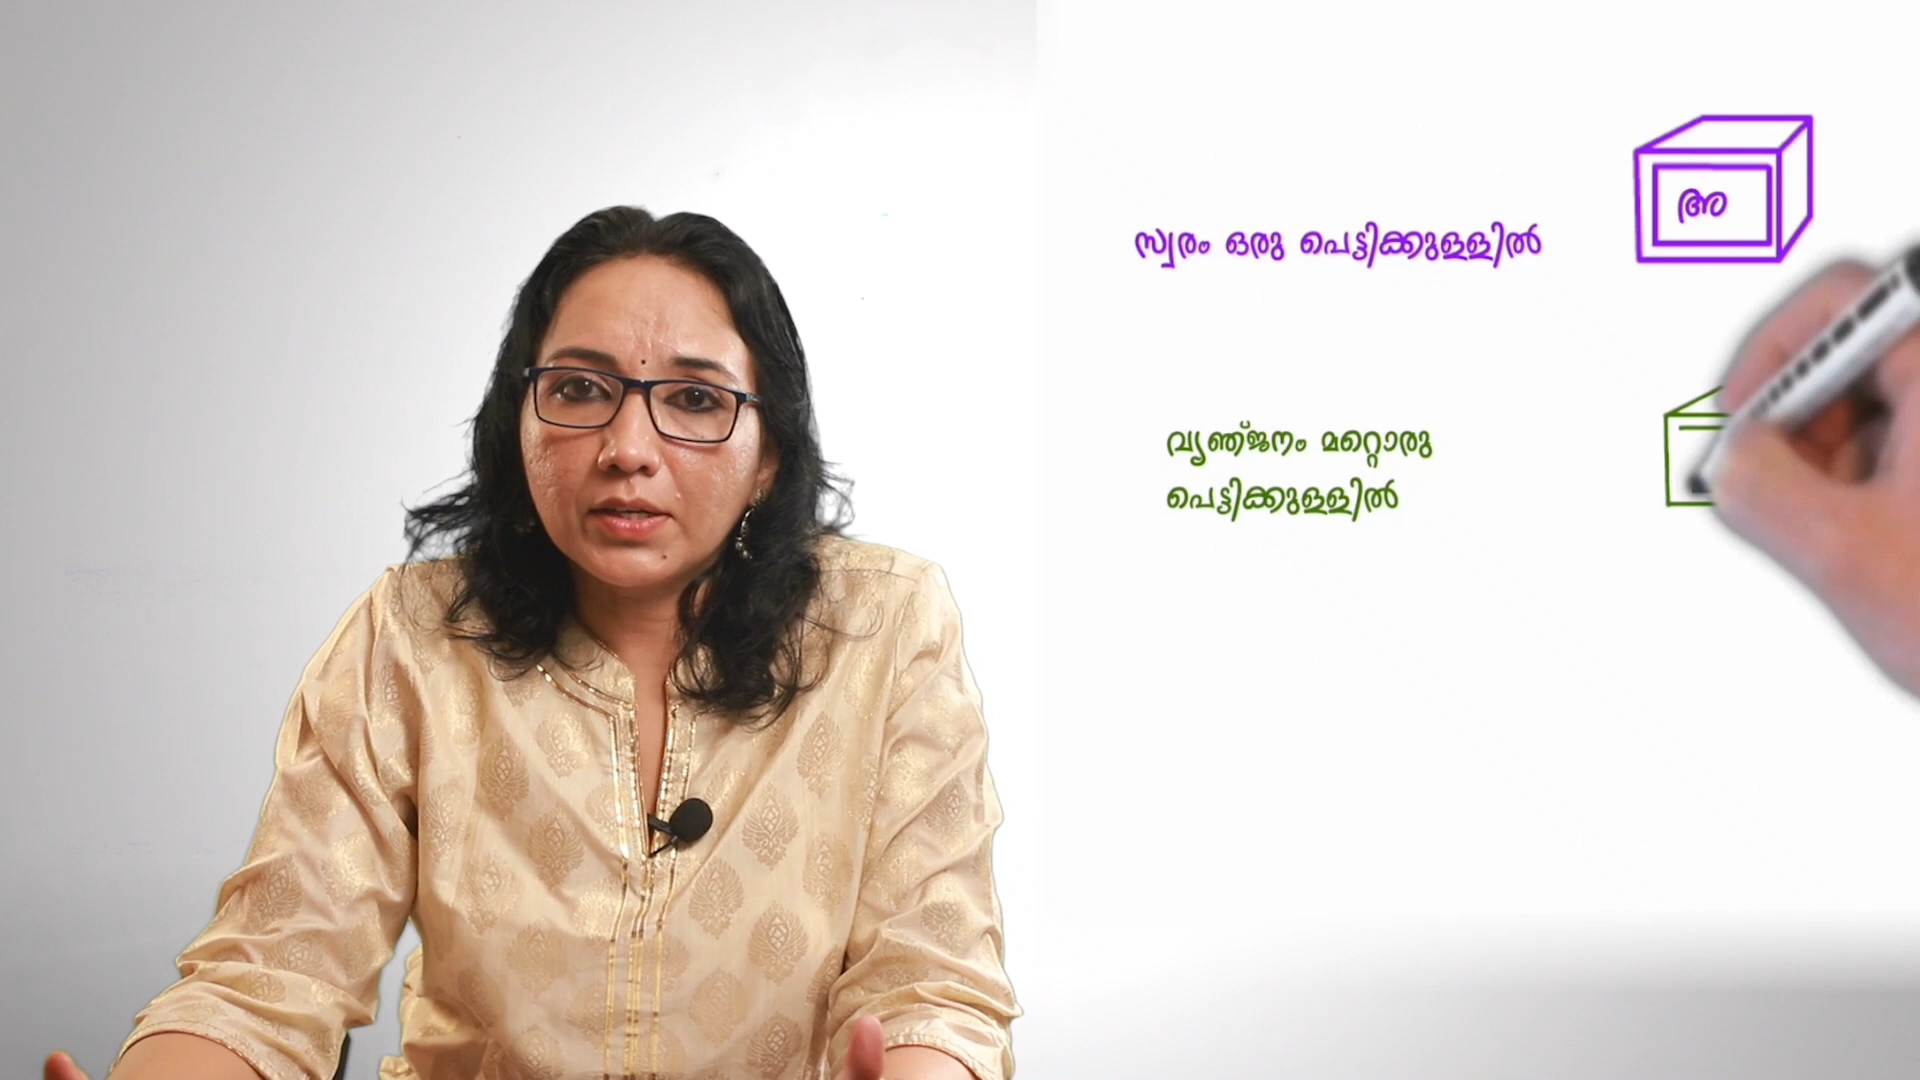 സ്വരം ഒരു പെട്ടിക്കുള്ളിൽ
അ
വ്യഞ്ജനം മറ്റൊരു
പെട്ടിക്കുള്ളിൽ